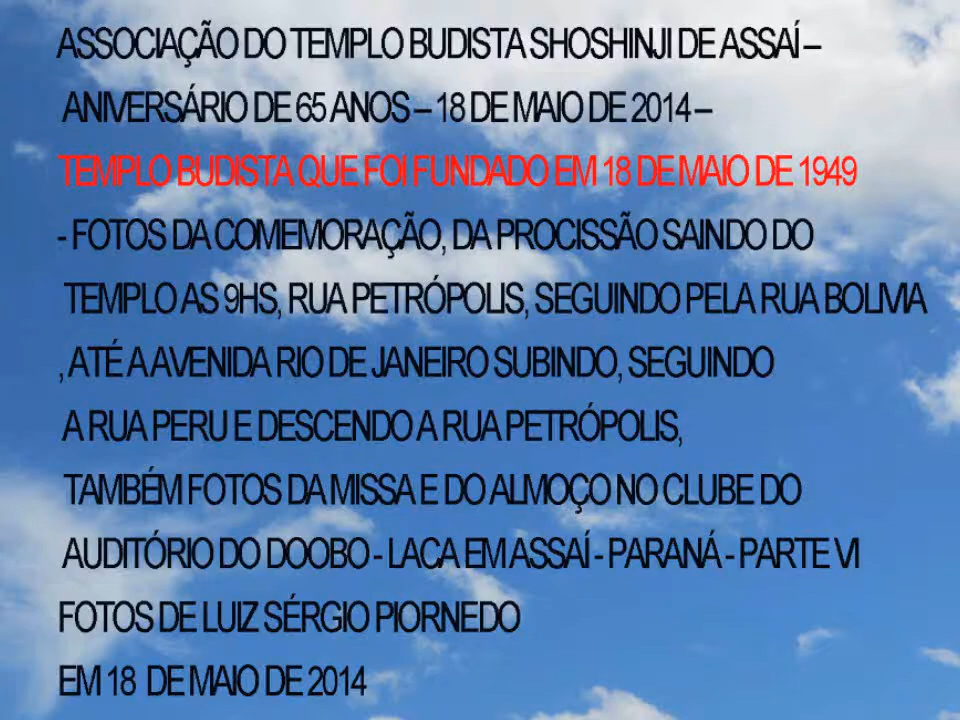 ASSOCIAÇÃO DO TEMPLO BUDISTA SHOSHINJI DE ASSAÍ –
ANIVERSÁRIO DE 65 ANOS – 18 DE MAIO DE 2014 –
TEMPLO BUDISTA QUE FOI FUNDADO EM 18 DE MAIO DE 1949
- FOTOS DA COMEMORAÇÃO, DA PROCISSÃO SAINDO DO
TEMPLO AS 9HS, RUA PETRÓPOLIS, SEGUINDO PELA RUA BOLIVIA
, ATÉ A AVENIDA RIO DE JANEIRO SUBINDO, SEGUINDO
A RUA PERU E DESCENDO A RUA PETRÓPOLIS,
TAMBÉM FOTOS DA MISSA E DO ALMOÇO NO CLUBE DO
AUDITÓRIO DO DOOBO - LACA EM ASSAÍ - PARANÁ - PARTE VI
FOTOS DE LUIZ SÉRGIO PIORNEDO
EM 18 DE MAIO DE 2014